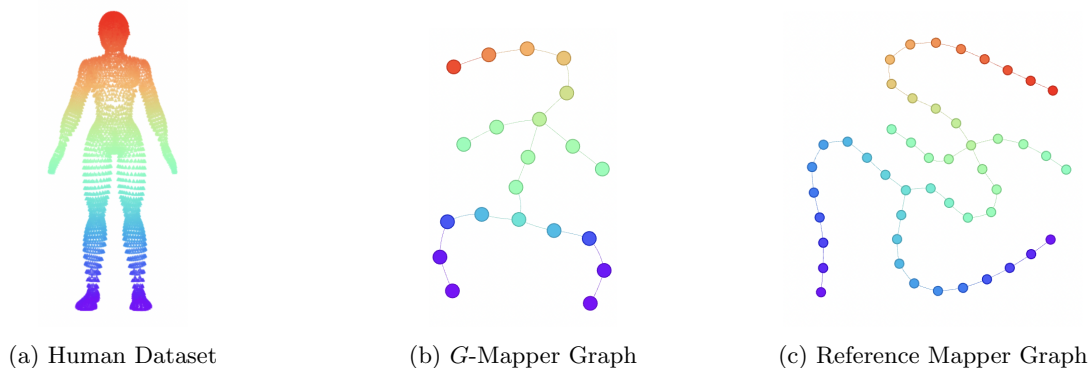 (a) Human Dataset
(b) G-Mapper Graph
(c) Reference Mapper Graph